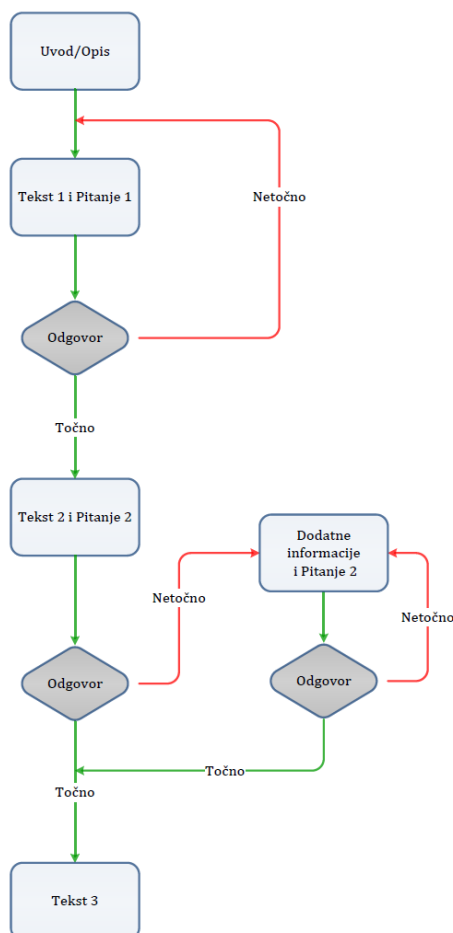 Uvod/Opis
Tekst 1 i Pitanje 1
Netočno
Odgovor
Točno
Tekst 2 i Pitanje 2
Dodatne
informacije
i Pitanje 2
Netočno
Netočno
Odgovor
Odgovor
Točno
Točno
Tekst 3